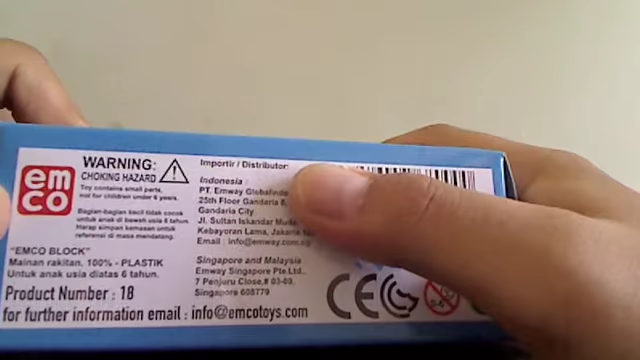 emco
WARNING:
CHOKING HAZARD
Toy contains small parts,
not for children under 6 years.
Bagian-bagian kecil tidak cocok
untuk anak dibawah usia 6 tahun.
Harap simpan kemasan untuk
referensi di masa mendatang.
"EMCO BLOCK"
Mainan rakitan, 100% - PLASTIK
Untuk anak usia diatas 6 tahun.
Product Number : 18
for further information email : info@emcotoys.com
Importir / Distributor:
Indonesia :
PT. Emway Globalindo
25th Floor Gandaria 8,
Gandaria City
Jl. Sultan Iskandar Muda
Kebayoran Lama, Jakarta
Email : info@emway.com.sg
Singapore and Malaysia
Emway Singapore Pte.Ltd.
7 Penjuru Close,# 03-00.
Singapore 608779
CE